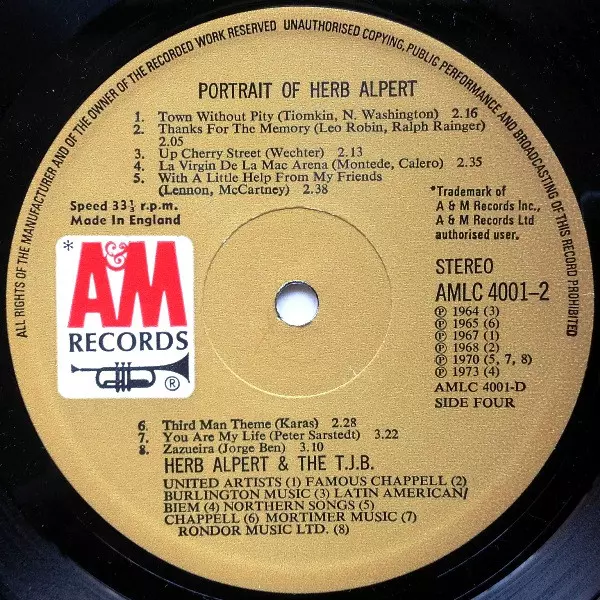 ALL RIGHTS OF THE MANUFACTURER AND OF THE OWNER OF THE RECORDED WORK RESERVED   UNAUTHORISED COPYING, PUBLIC PERFORMANCE AND BROADCASTING OF THIS RECORD PROHIBITED
PORTRAIT OF HERB ALPERT
1. Town Without Pity (Tiomkin, N. Washington) 2.16
2. Thanks For The Memory (Leo Robin, Ralph Rainger)
2.05
3. Up Cherry Street (Wechter) 2.13
4. La Virgin De La Mac Arena (Montede, Calero) 2.35
5. With A Little Help From My Friends
(Lennon, McCartney) 2.38
Speed 33⅓ r.p.m.
Made In England
*Trademark of
A & M Records Inc.,
A & M Records Ltd
authorised user.
*
A&M
RECORDS
®
STEREO
AMLC 4001-2
℗ 1964 (3)
℗ 1965 (6)
℗ 1967 (1)
℗ 1968 (2)
℗ 1970 (5, 7, 8)
℗ 1973 (4)
AMLC 4001-D
SIDE FOUR
6. Third Man Theme (Karas) 2.28
7. You Are My Life (Peter Sarstedt) 3.22
8. Zazueira (Jorge Ben) 3.10
HERB ALPERT & THE T.J.B.
UNITED ARTISTS (1) FAMOUS CHAPPELL (2)
BURLINGTON MUSIC (3) LATIN AMERICAN/
BIEM (4) NORTHERN SONGS (5)
CHAPPELL (6) MORTIMER MUSIC (7)
RONDOR MUSIC LTD. (8)